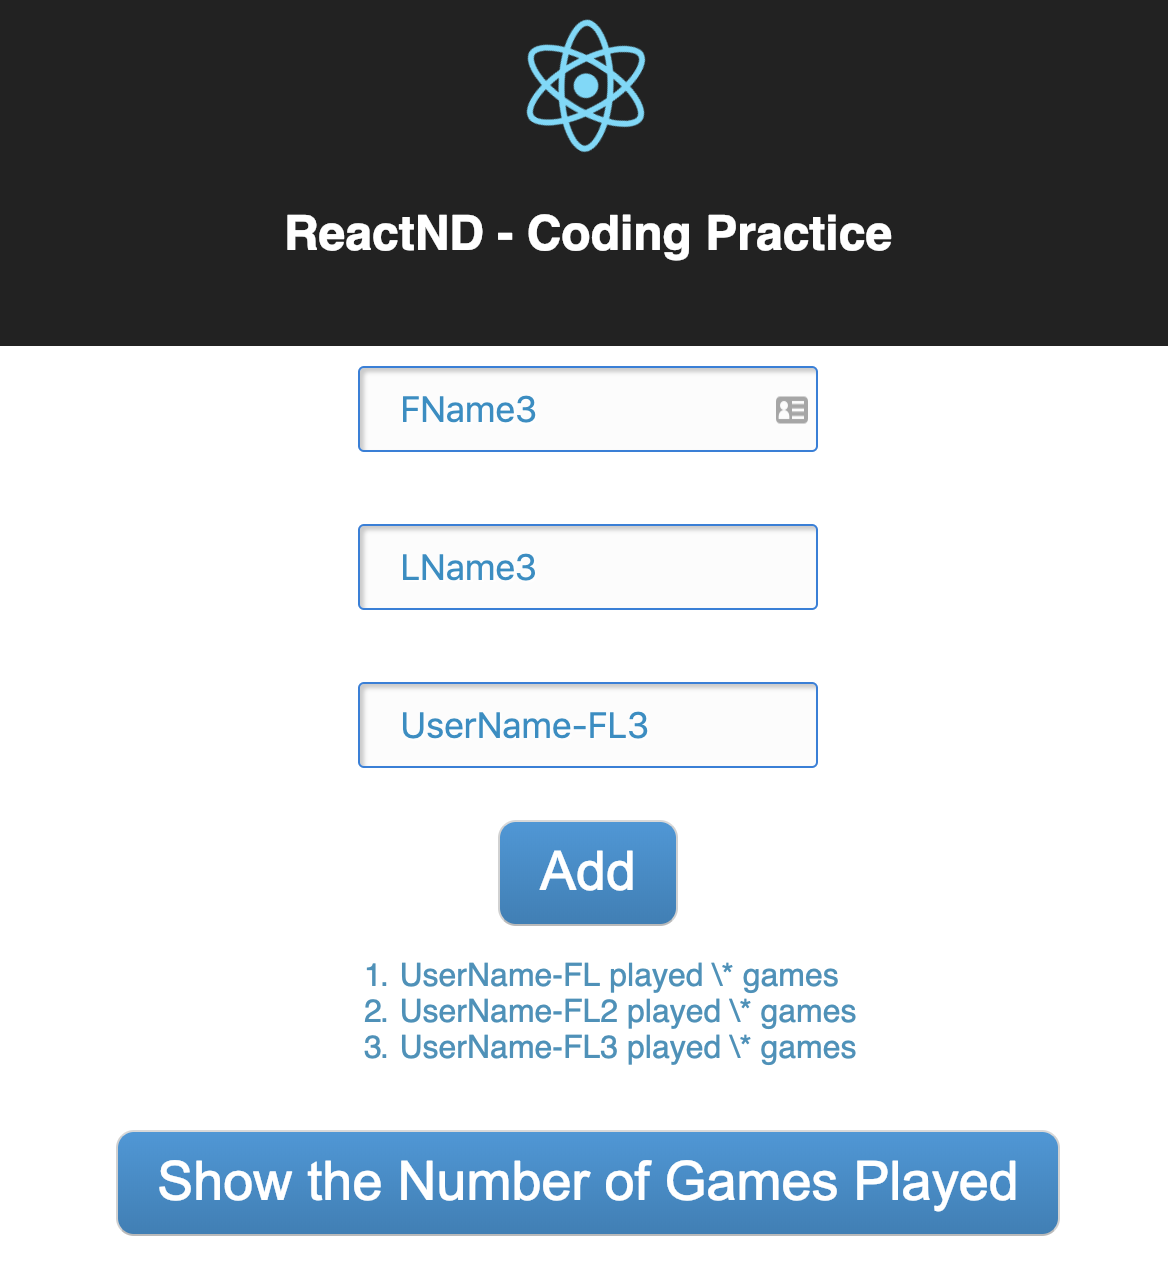 ReactND - Coding Practice
FName3
LName3
UserName-FL3
Add
1. UserName-FL played \* games
2. UserName-FL2 played \* games
3. UserName-FL3 played \* games
Show the Number of Games Played